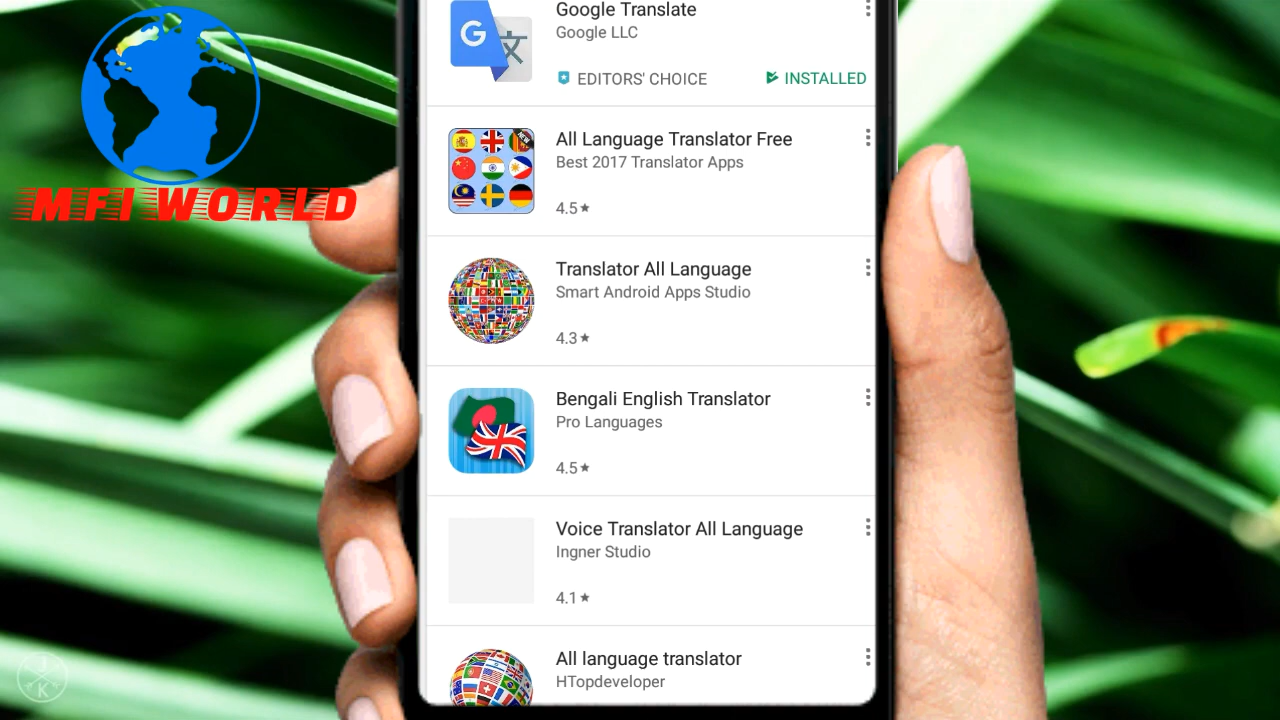 MFI WORLD
Google Translate
Google LLC
EDITORS' CHOICE
INSTALLED
All Language Translator Free
Best 2017 Translator Apps
4.5★
Translator All Language
Smart Android Apps Studio
4.3★
Bengali English Translator
Pro Languages
4.5★
Voice Translator All Language
Ingner Studio
4.1★
All language translator
HTopdeveloper
J
K